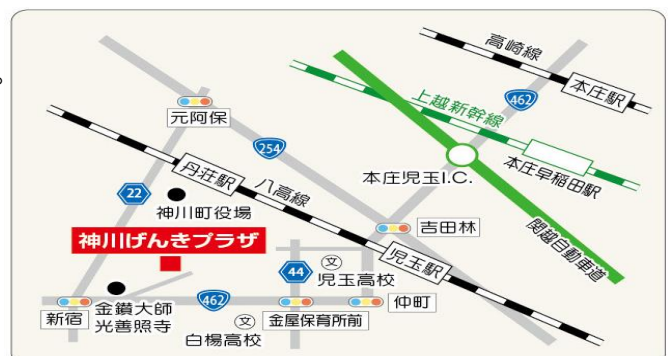 高崎線
本庄駅
462
上越新幹線
本庄早稲田駅
元阿保
254
本庄児玉I.C.
関越自動車道
丹荘駅
八高線
22
神川町役場
吉田林
神川げんきプラザ
児玉駅
44
文
児玉高校
新宿
金鑚大師
光善照寺
462
文
白楊高校
金屋保育所前
仲町